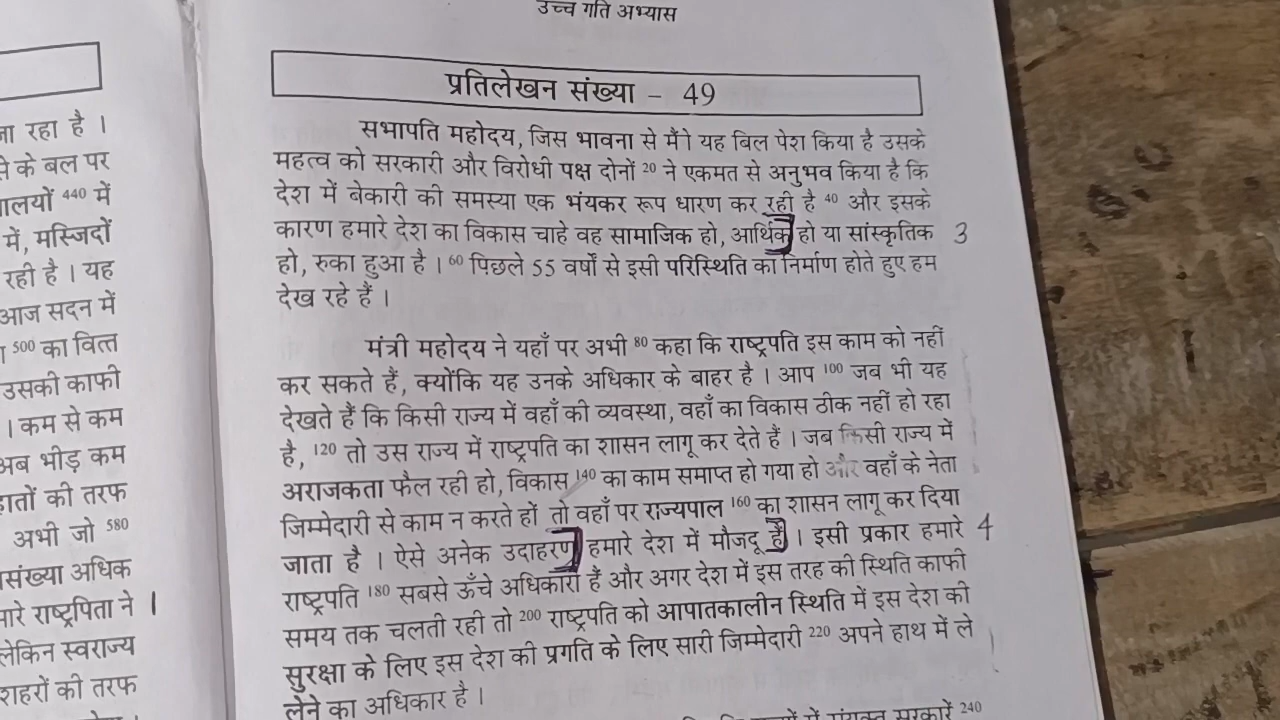 उच्च गति अभ्यास
प्रतिलेखन संख्या – 49
सभापति महोदय, जिस भावना से मैंने यह बिल पेश किया है उसके
महत्व को सरकारी और विरोधी पक्ष दोनों 20 ने एकमत से अनुभव किया है कि
देश में बेकारी की समस्या एक भंयकर रूप धारण कर रही है 40 और इसके
कारण हमारे देश का विकास चाहे वह सामाजिक हो, आर्थिक हो या सांस्कृतिक 3
हो, रुका हुआ है । 60 पिछले 55 वर्षों से इसी परिस्थिति का निर्माण होते हुए हम
देख रहे हैं ।
मंत्री महोदय ने यहाँ पर अभी 80 कहा कि राष्ट्रपति इस काम को नहीं
कर सकते हैं, क्योंकि यह उनके अधिकार के बाहर है । आप 100 जब भी यह
देखते हैं कि किसी राज्य में वहाँ की व्यवस्था, वहाँ का विकास ठीक नहीं हो रहा
है, 120 तो उस राज्य में राष्ट्रपति का शासन लागू कर देते हैं । जब किसी राज्य में
अराजकता फैल रही हो, विकास 140 का काम समाप्त हो गया हो और वहाँ के नेता
जिम्मेदारी से काम न करते हों तो वहाँ पर राज्यपाल 160 का शासन लागू कर दिया
जाता है । ऐसे अनेक उदाहरण हमारे देश में मौजूद हैं । इसी प्रकार हमारे 4
राष्ट्रपति 180 सबसे ऊँचे अधिकारी हैं और अगर देश में इस तरह की स्थिति काफी
समय तक चलती रही तो 200 राष्ट्रपति को आपातकालीन स्थिति में इस देश की
सुरक्षा के लिए इस देश की प्रगति के लिए सारी जिम्मेदारी 220 अपने हाथ में ले
लेने का अधिकार है ।
सरकारें 240
जा रहा है ।
से के बल पर
440 में
में, मस्जिदों
रही है । यह
आज सदन में
500 का वित्त
उसकी काफी
। कम से कम
अब भीड़ कम
की तरफ
अभी जो 580
संख्या अधिक
राष्ट्रपिता ने
लेकिन स्वराज्य
शहरों की तरफ